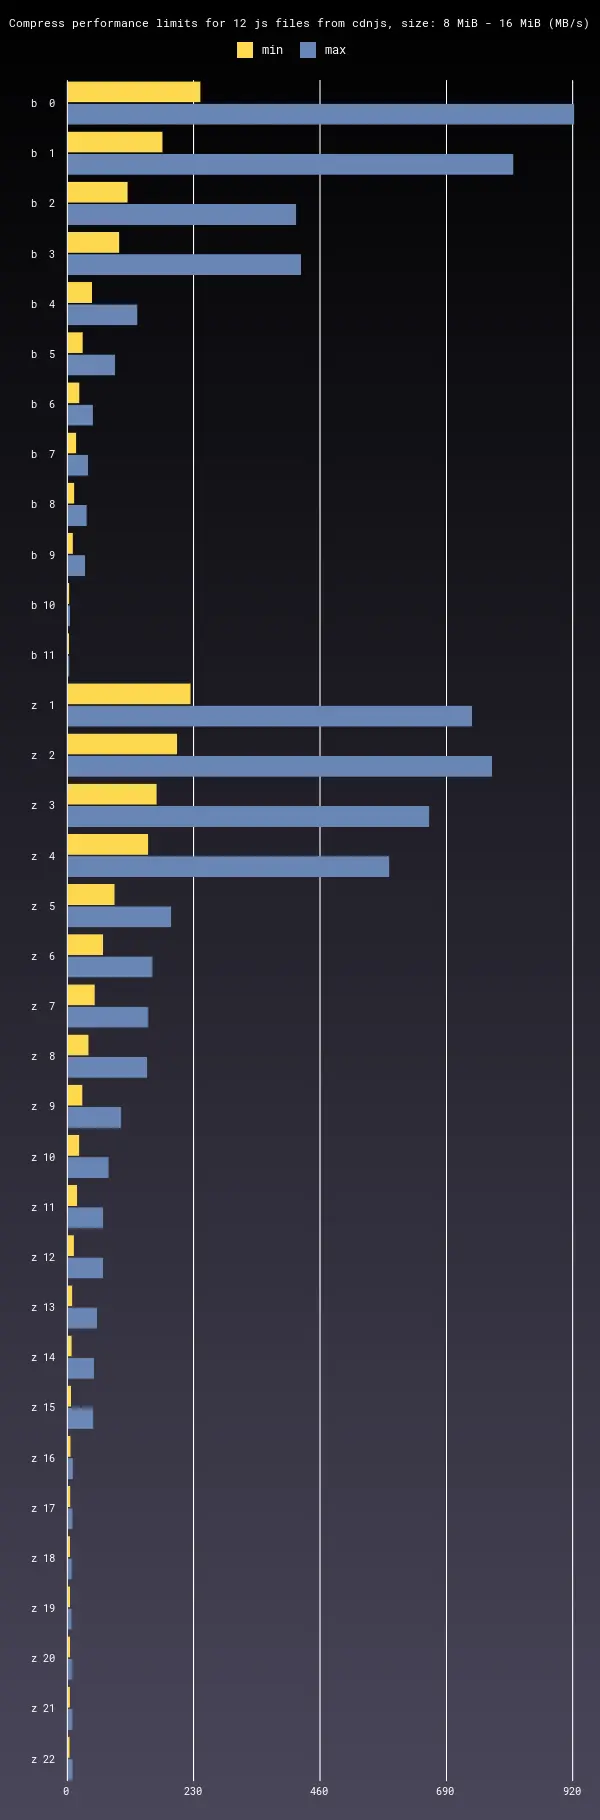 Compress performance limits for 12 js files from cdnjs, size: 8 MiB - 16 MiB (MB/s)
min max
b 0
b 1
b 2
b 3
b 4
b 5
b 6
b 7
b 8
b 9
b 10
b 11
z 1
z 2
z 3
z 4
z 5
z 6
z 7
z 8
z 9
z 10
z 11
z 12
z 13
z 14
z 15
z 16
z 17
z 18
z 19
z 20
z 21
z 22
0 230 460 690 920